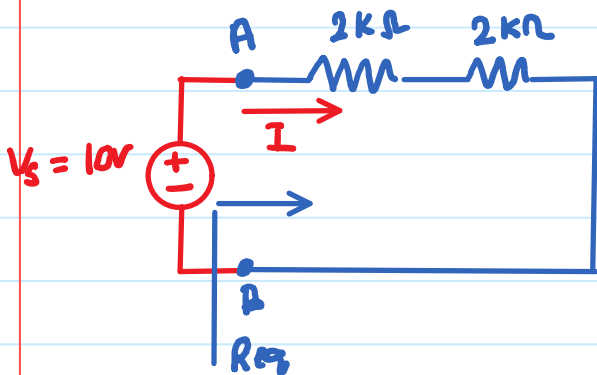 A
2KΩ
2KΩ
I
Vs = 10V
+
−
B
Req